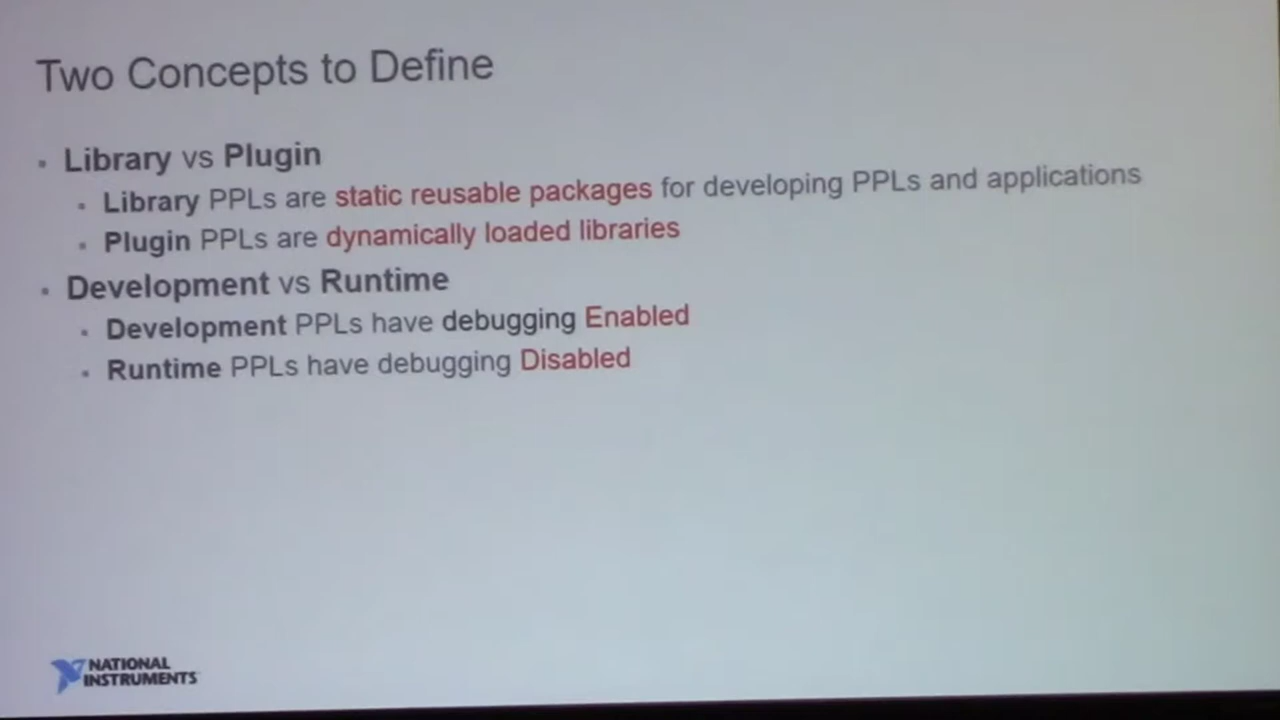 Two Concepts to Define
▪ Library vs Plugin
▪ Library PPLs are static reusable packages for developing PPLs and applications
▪ Plugin PPLs are dynamically loaded libraries
▪ Development vs Runtime
▪ Development PPLs have debugging Enabled
▪ Runtime PPLs have debugging Disabled
NATIONAL
INSTRUMENTS